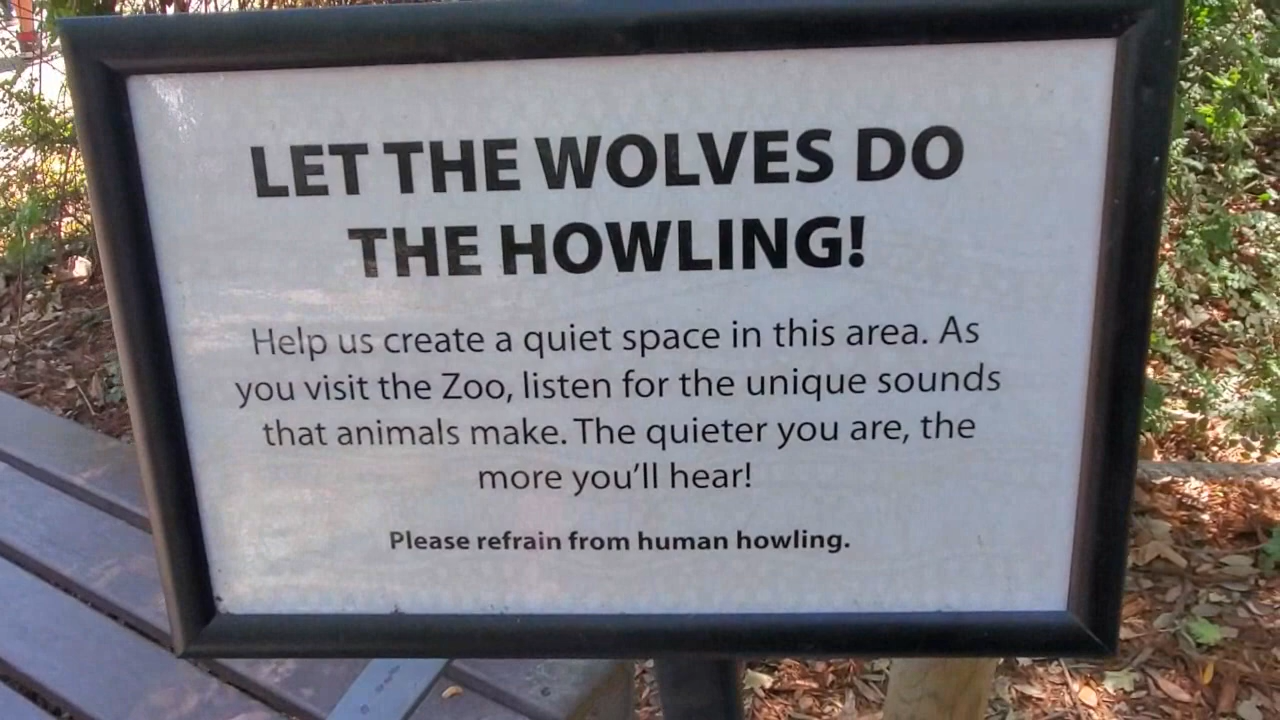 LET THE WOLVES DO
THE HOWLING!
Help us create a quiet space in this area. As
you visit the Zoo, listen for the unique sounds
that animals make. The quieter you are, the
more you'll hear!
Please refrain from human howling.